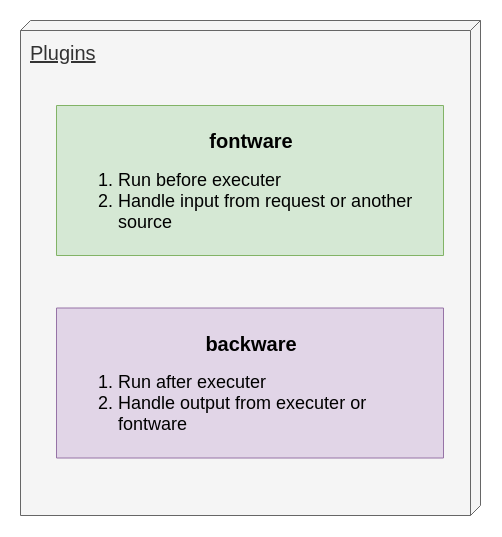 Plugins
fontware
1. Run before executer
2. Handle input from request or another
source
backware
1. Run after executer
2. Handle output from executer or
fontware